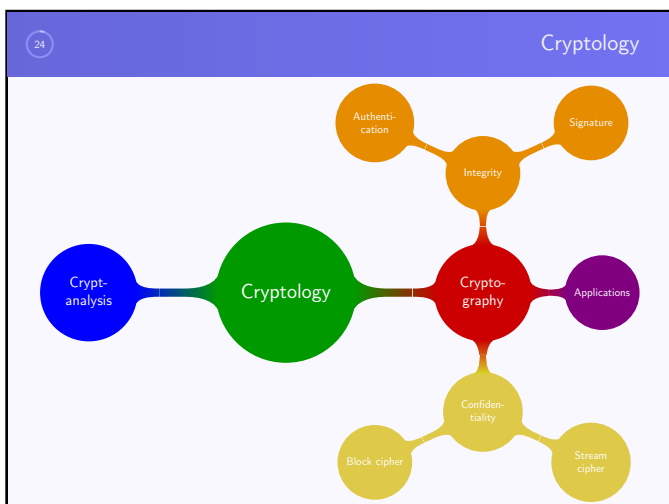 24
Cryptology
Authenti-
cation
Signature
Integrity
Crypt-
analysis
Cryptology
Crypto-
graphy
Applications
Confiden-
tiality
Block cipher
Stream
cipher